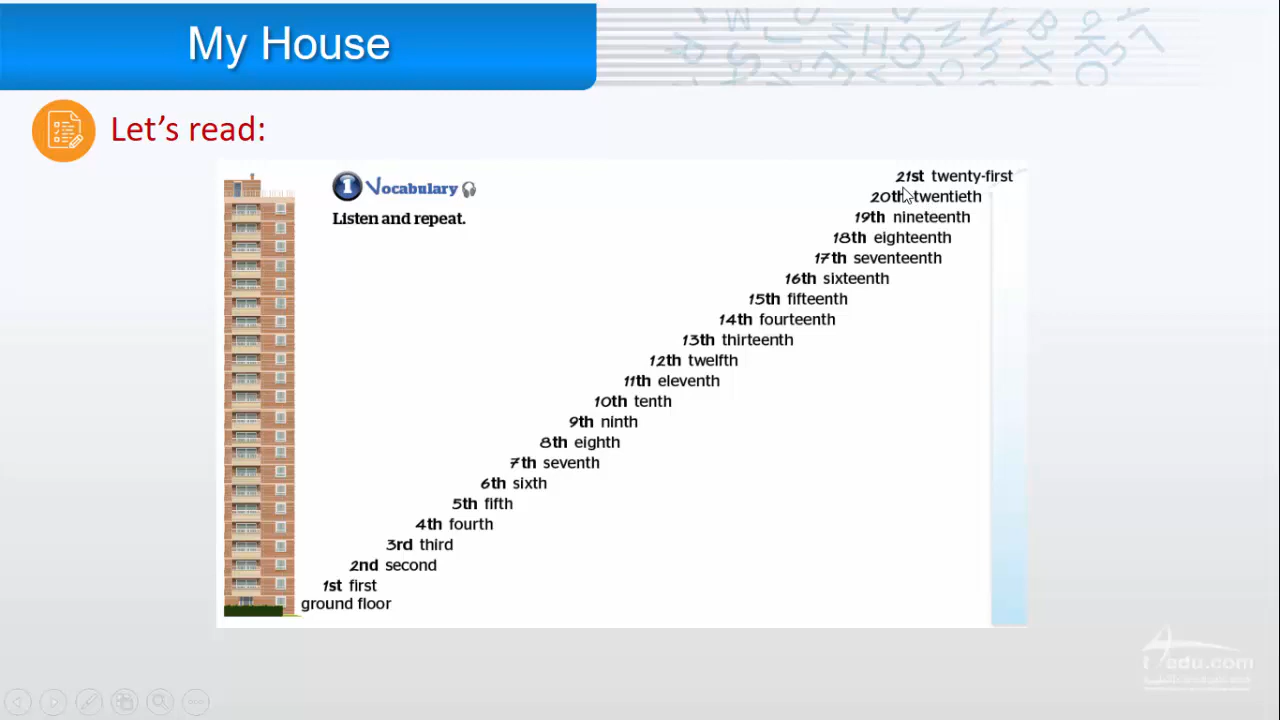 My House
Let's read:
1 Vocabulary
Listen and repeat.
21st twenty-first
20th twentieth
19th nineteenth
18th eighteenth
17th seventeenth
16th sixteenth
15th fifteenth
14th fourteenth
13th thirteenth
12th twelfth
11th eleventh
10th tenth
9th ninth
8th eighth
7th seventh
6th sixth
5th fifth
4th fourth
3rd third
2nd second
1st first
ground floor